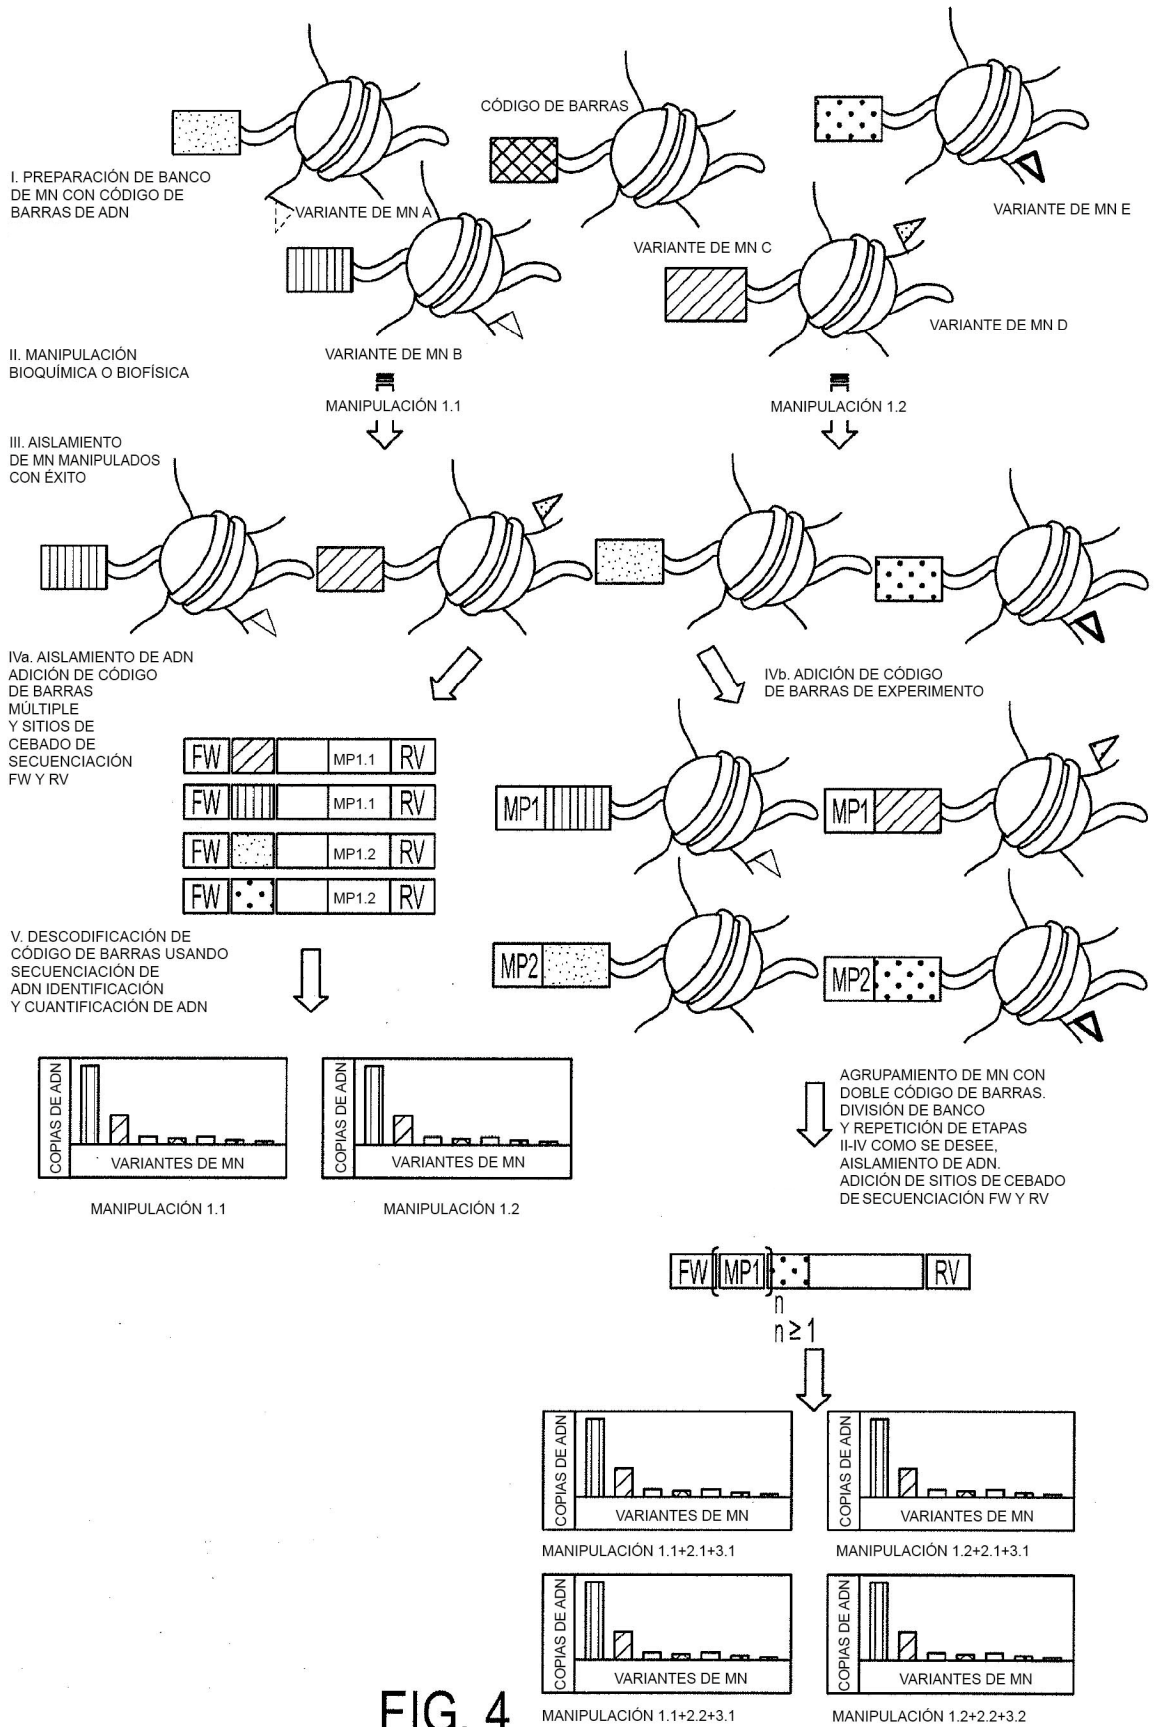 CÓDIGO DE BARRAS
I. PREPARACIÓN DE BANCO
DE MN CON CÓDIGO DE
BARRAS DE ADN
VARIANTE DE MN A
VARIANTE DE MN E
VARIANTE DE MN C
VARIANTE DE MN D
VARIANTE DE MN B
II. MANIPULACIÓN
BIOQUÍMICA O BIOFÍSICA
MANIPULACIÓN 1.1
MANIPULACIÓN 1.2
III. AISLAMIENTO
DE MN MANIPULADOS
CON ÉXITO
IVa. AISLAMIENTO DE ADN
ADICIÓN DE CÓDIGO
DE BARRAS
MÚLTIPLE
Y SITIOS DE
CEBADO DE
SECUENCIACIÓN
FW Y RV
IVb. ADICIÓN DE CÓDIGO
DE BARRAS DE EXPERIMENTO
FW MP1.1 RV
FW MP1.1 RV
FW MP1.2 RV
FW MP1.2 RV
MP1
MP1
MP2
MP2
V. DESCODIFICACIÓN DE
CÓDIGO DE BARRAS USANDO
SECUENCIACIÓN DE
ADN IDENTIFICACIÓN
Y CUANTIFICACIÓN DE ADN
COPIAS DE ADN
VARIANTES DE MN
MANIPULACIÓN 1.1
COPIAS DE ADN
VARIANTES DE MN
MANIPULACIÓN 1.2
AGRUPAMIENTO DE MN CON
DOBLE CÓDIGO DE BARRAS.
DIVISIÓN DE BANCO
Y REPETICIÓN DE ETAPAS
II-IV COMO SE DESEE,
AISLAMIENTO DE ADN.
ADICIÓN DE SITIOS DE CEBADO
DE SECUENCIACIÓN FW Y RV
FW (MP1) RV
n
n ≥ 1
COPIAS DE ADN
VARIANTES DE MN
MANIPULACIÓN 1.1+2.1+3.1
COPIAS DE ADN
VARIANTES DE MN
MANIPULACIÓN 1.2+2.1+3.1
COPIAS DE ADN
VARIANTES DE MN
MANIPULACIÓN 1.1+2.2+3.1
COPIAS DE ADN
VARIANTES DE MN
MANIPULACIÓN 1.2+2.2+3.2
FIG. 4